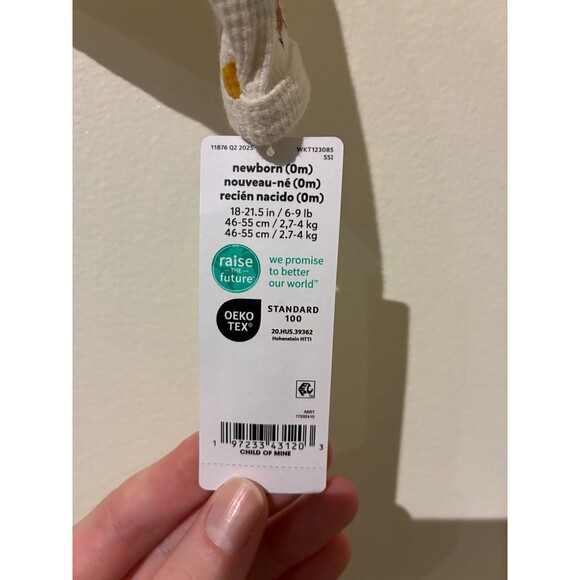 11876 Q2 2025 WKT123085
SSI
newborn (0m)
nouveau-né (0m)
recién nacido (0m)
18-21.5 in / 6-9 lb
46-55 cm / 2,7-4 kg
46-55 cm / 2.7-4 kg
raise
THE
future™
we promise
to better
our world™
OEKO
TEX®
STANDARD
100
20.HUS.39362
Hohenstein HTTI
ASST
1 97233 43120 3
CHILD OF MINE